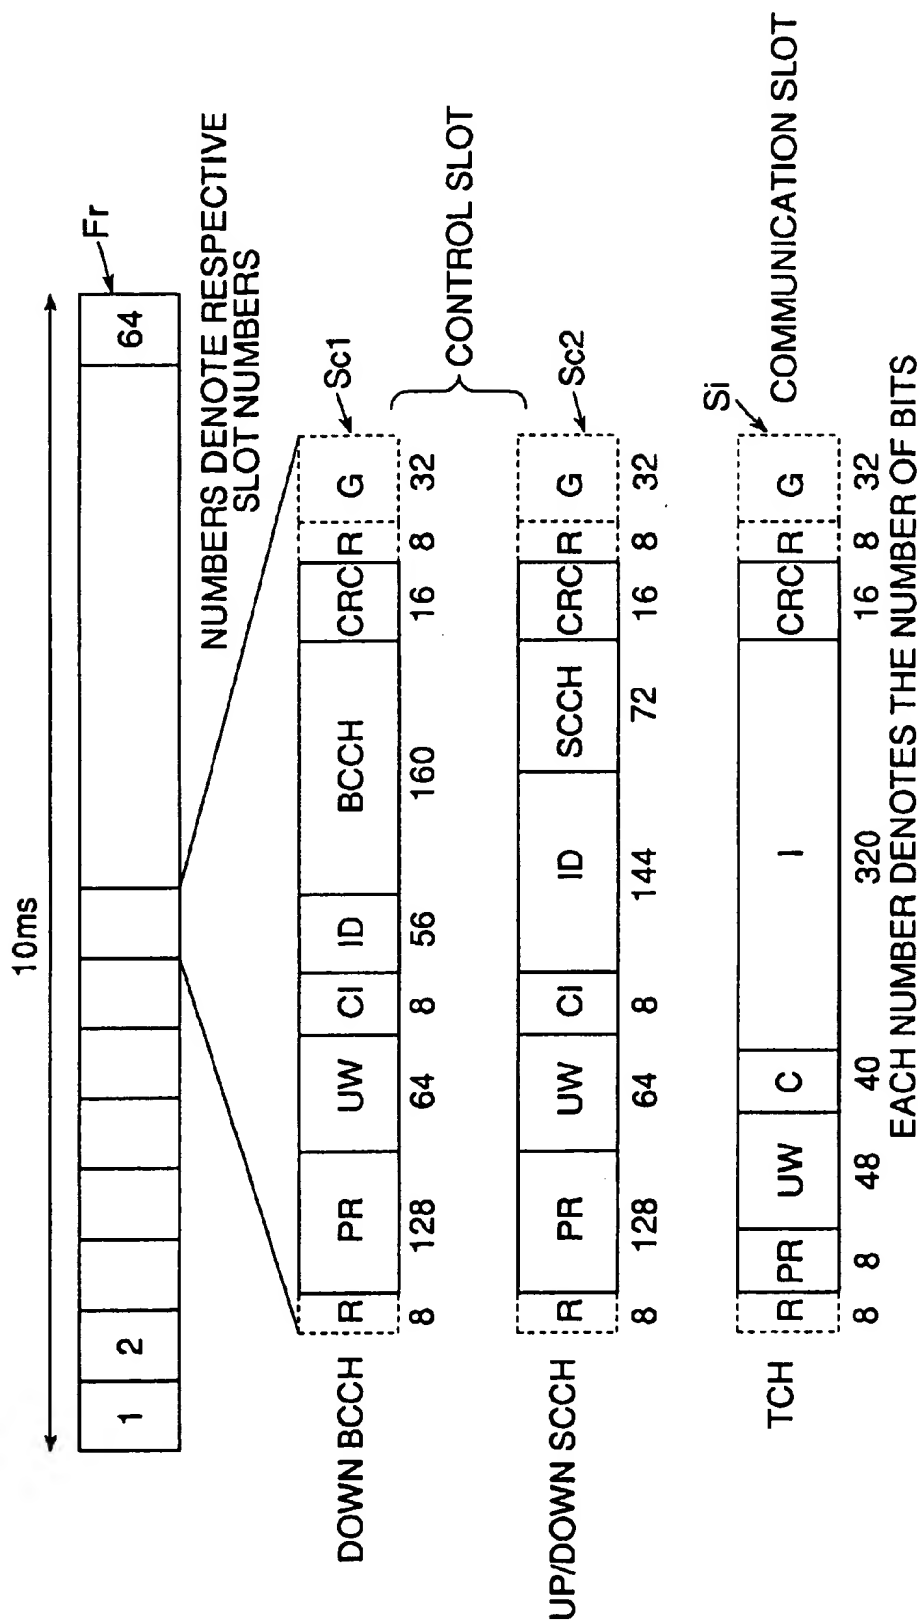 10ms
Fr
1 2 64
NUMBERS DENOTE RESPECTIVE
SLOT NUMBERS
Sc1
DOWN BCCH
R PR UW CI ID BCCH CRC R G
8 128 64 8 56 160 16 8 32
CONTROL SLOT
Sc2
UP/DOWN SCCH
R PR UW CI ID SCCH CRC R G
8 128 64 8 144 72 16 8 32
Si
COMMUNICATION SLOT
TCH
R PR UW C I CRC R G
8 8 48 40 320 16 8 32
EACH NUMBER DENOTES THE NUMBER OF BITS